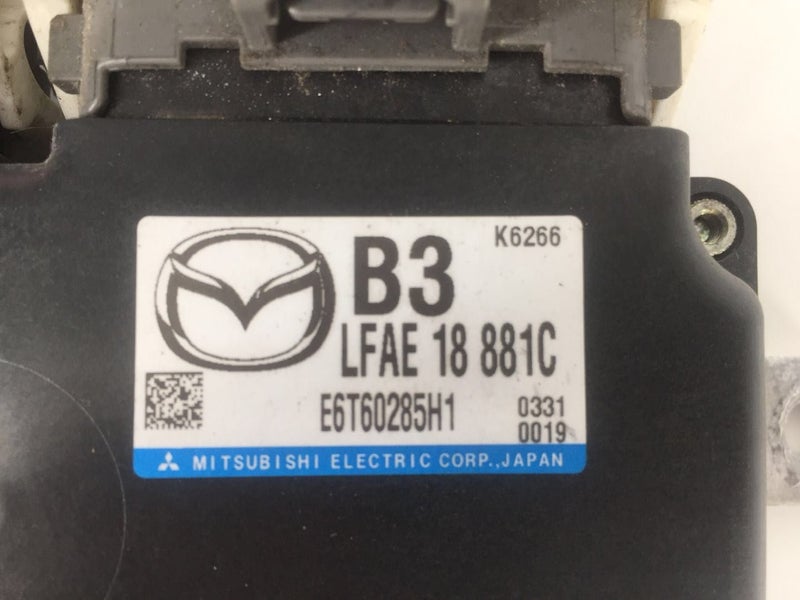 B3
K6266
LFAE 18 881C
E6T60285H1
0331
0019
MITSUBISHI ELECTRIC CORP.,JAPAN